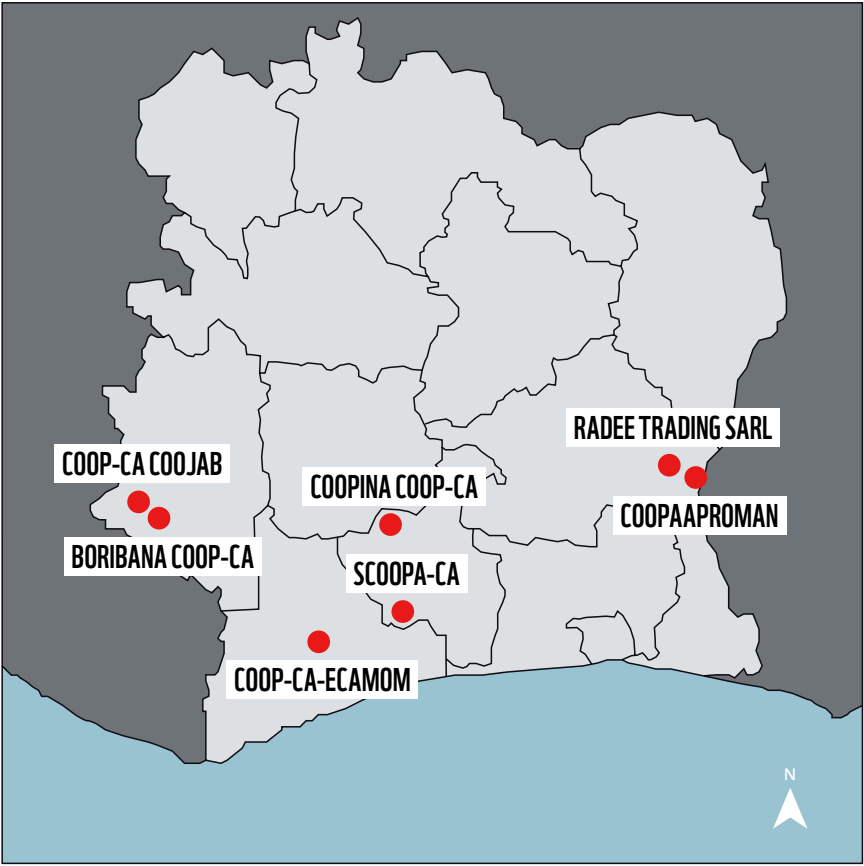 RADEE TRADING SARL
COOP-CA COOJAB
COOPINA COOP-CA
COOPAAPROMAN
BORIBANA COOP-CA
SCOOPA-CA
COOP-CA-ECAMOM
N